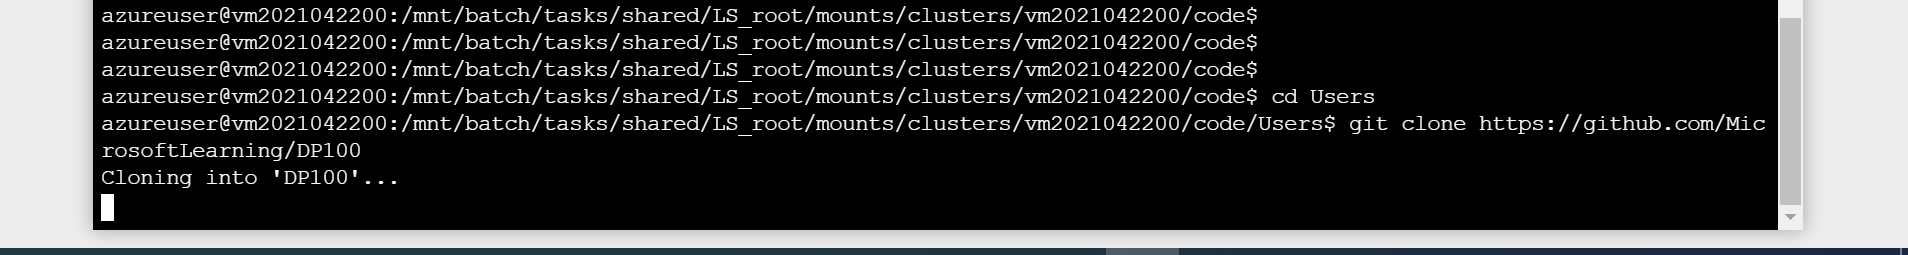 azureuser@vm2021042200:/mnt/batch/tasks/shared/LS_root/mounts/clusters/vm2021042200/code$
azureuser@vm2021042200:/mnt/batch/tasks/shared/LS_root/mounts/clusters/vm2021042200/code$
azureuser@vm2021042200:/mnt/batch/tasks/shared/LS_root/mounts/clusters/vm2021042200/code$
azureuser@vm2021042200:/mnt/batch/tasks/shared/LS_root/mounts/clusters/vm2021042200/code$ cd Users
azureuser@vm2021042200:/mnt/batch/tasks/shared/LS_root/mounts/clusters/vm2021042200/code/Users$ git clone https://github.com/Mic
rosoftLearning/DP100
Cloning into 'DP100'...